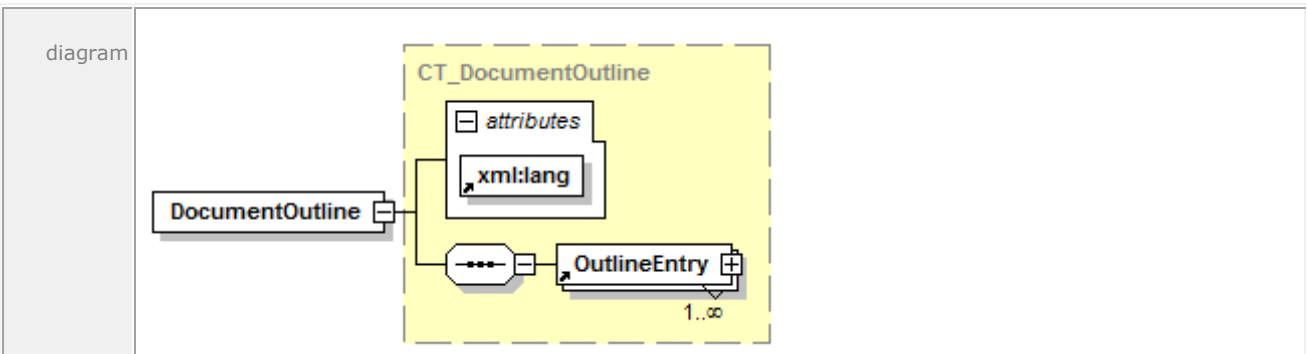 diagram
CT_DocumentOutline
attributes
xml:lang
DocumentOutline
OutlineEntry
1..∞